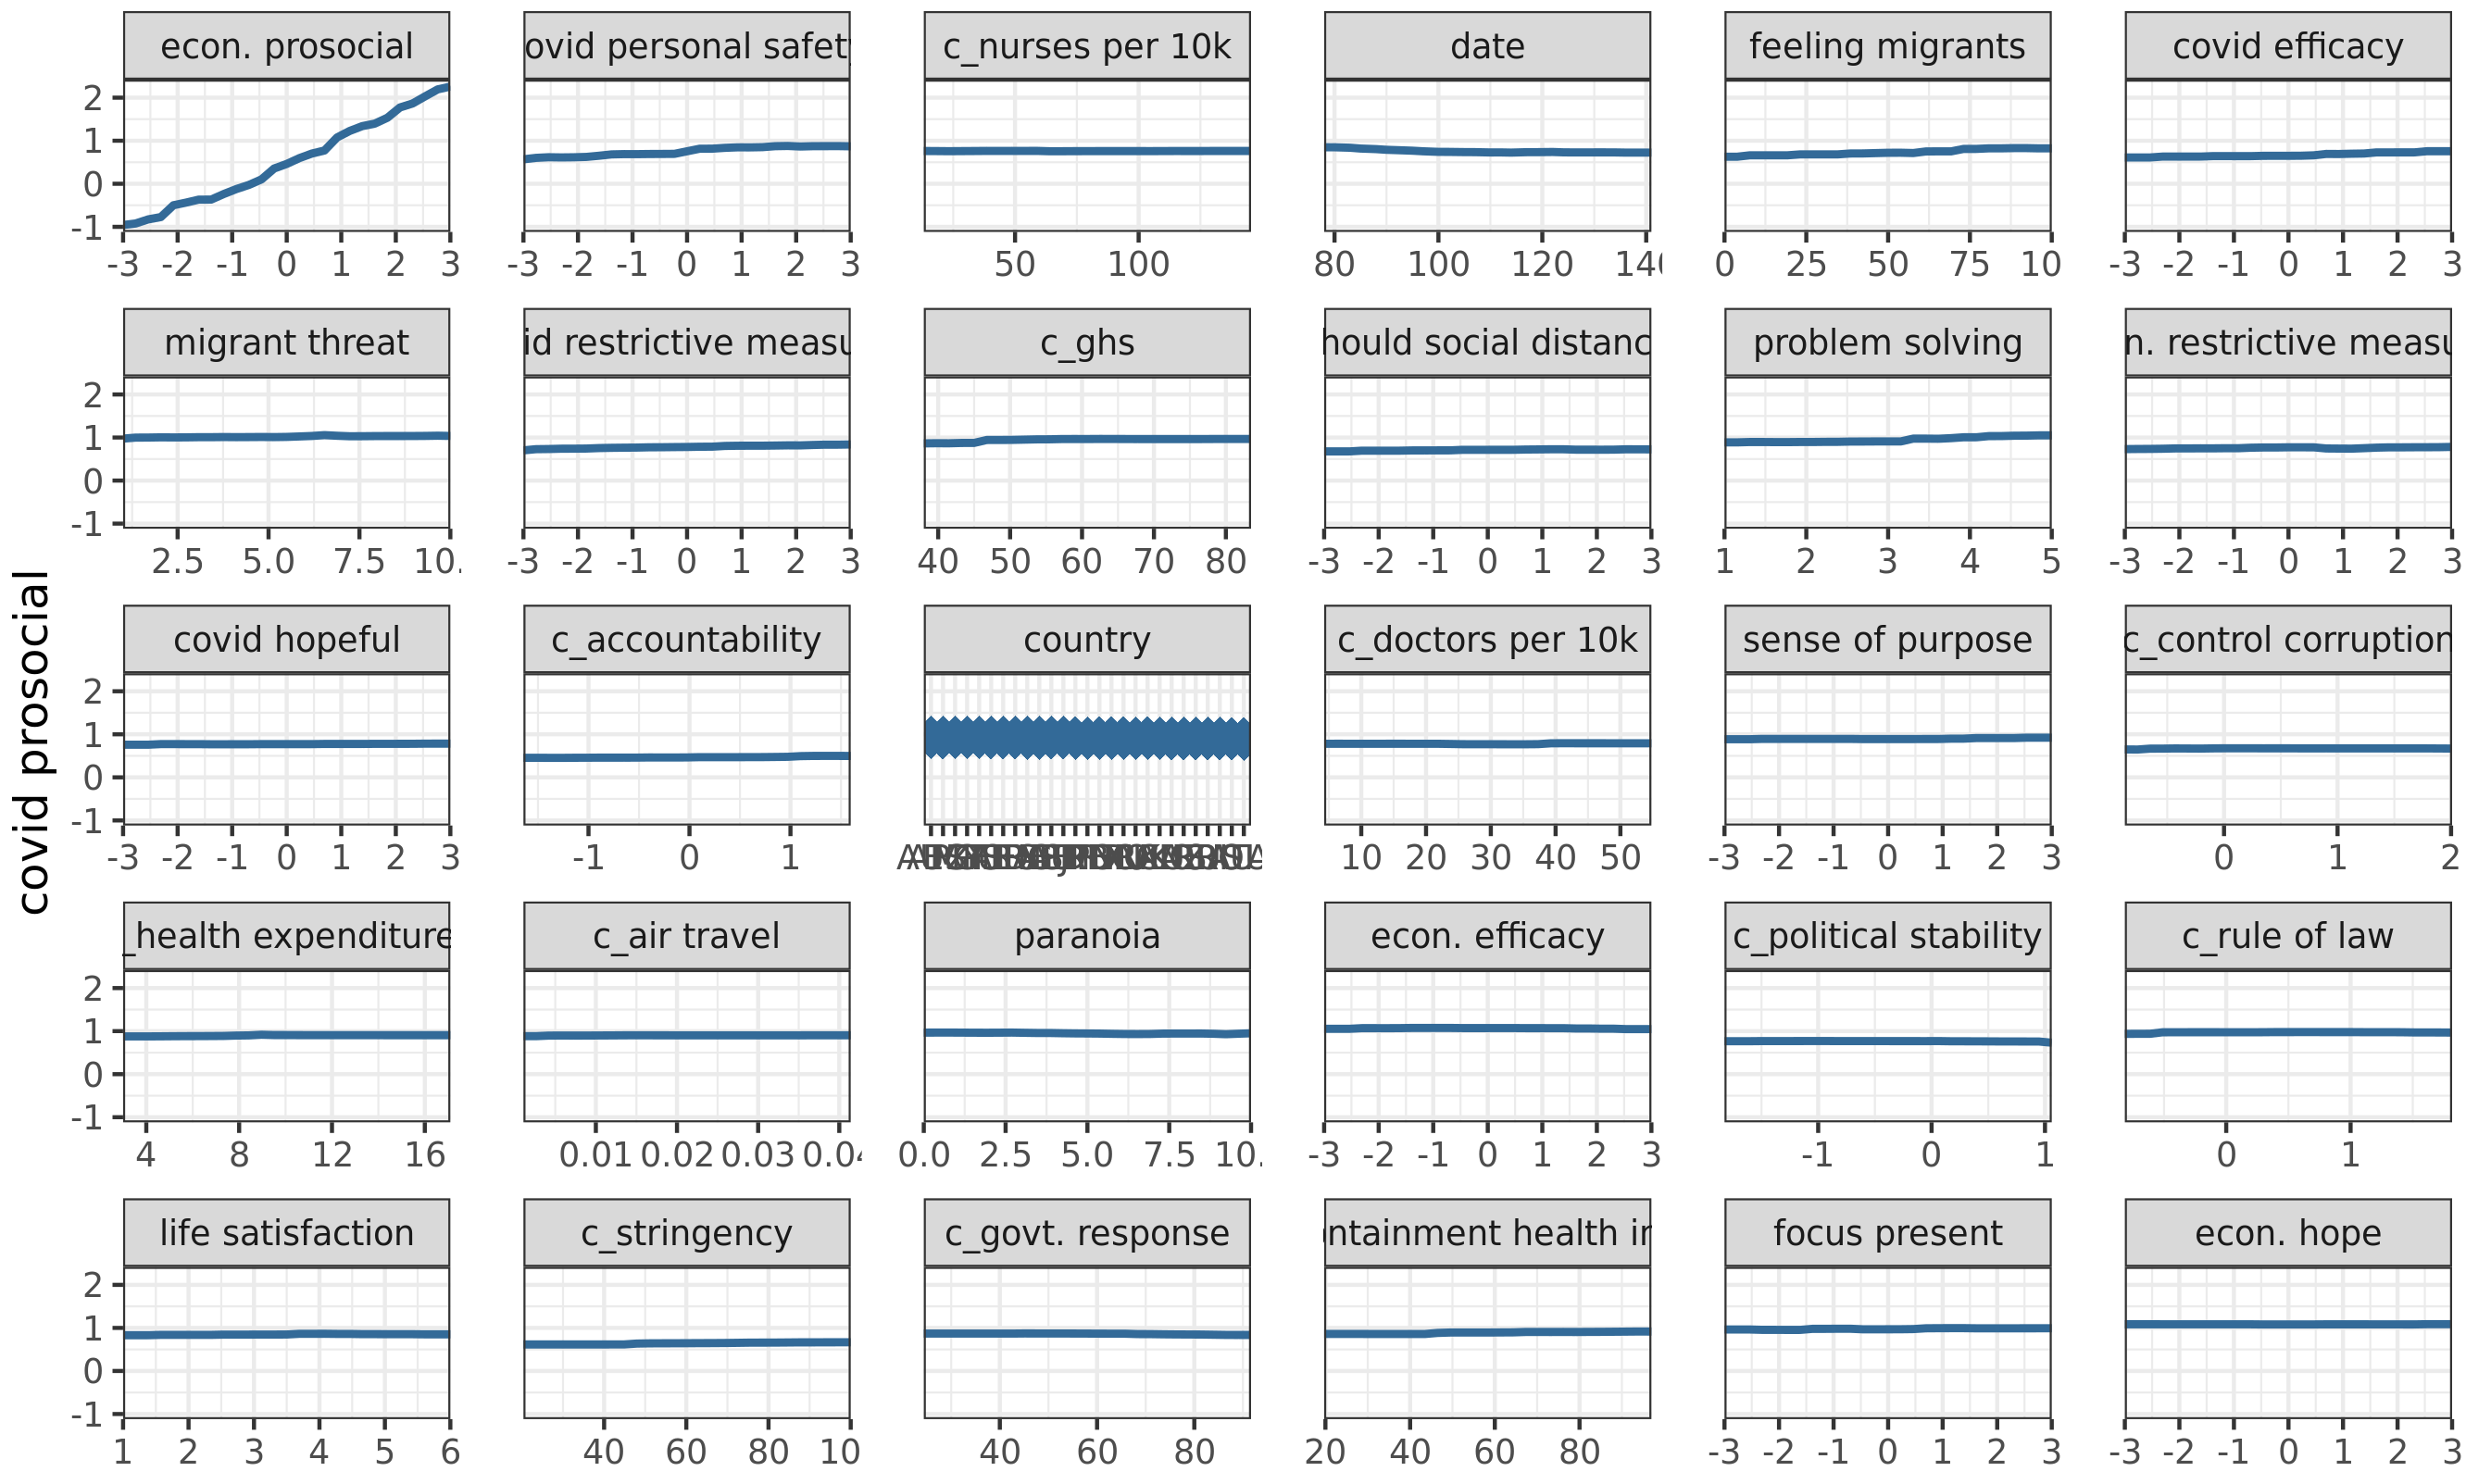 econ. prosocial
ovid personal safet
c_nurses per 10k
date
feeling migrants
covid efficacy
2
1
0
-1
-3 -2 -1 0 1 2 3
-3 -2 -1 0 1 2 3
50 100
80 100 120 140
0 25 50 75 10
-3 -2 -1 0 1 2 3
migrant threat
id restrictive measu
c_ghs
hould social distanc
problem solving
n. restrictive measu
2
1
0
-1
2.5 5.0 7.5 10.
-3 -2 -1 0 1 2 3
40 50 60 70 80
-3 -2 -1 0 1 2 3
1 2 3 4 5
-3 -2 -1 0 1 2 3
covid prosocial
covid hopeful
c_accountability
country
c_doctors per 10k
sense of purpose
c_control corruption
2
1
0
-1
-3 -2 -1 0 1 2 3
-1 0 1
10 20 30 40 50
-3 -2 -1 0 1 2 3
0 1 2
_health expenditure
c_air travel
paranoia
econ. efficacy
c_political stability
c_rule of law
2
1
0
-1
4 8 12 16
0.01 0.02 0.03 0.04
0.0 2.5 5.0 7.5 10.
-3 -2 -1 0 1 2 3
-1 0 1
0 1
life satisfaction
c_stringency
c_govt. response
ntainment health in
focus present
econ. hope
2
1
0
-1
1 2 3 4 5 6
40 60 80 10
40 60 80
20 40 60 80
-3 -2 -1 0 1 2 3
-3 -2 -1 0 1 2 3